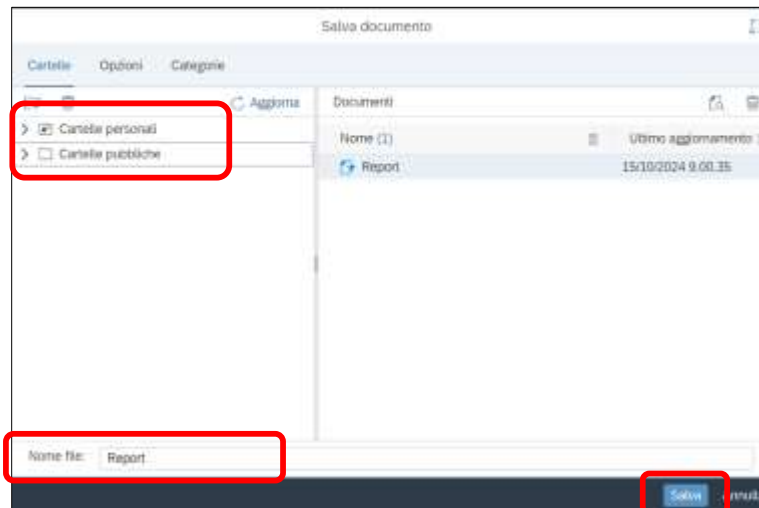 Salva documento
Cartelle Opzioni Categorie
Aggiorna Documenti
Cartelle personali
Nome (1) Ultimo aggiornamento
Cartelle pubbliche
Report 15/10/2024 9.00.35
Nome file: Report
Salva Annull